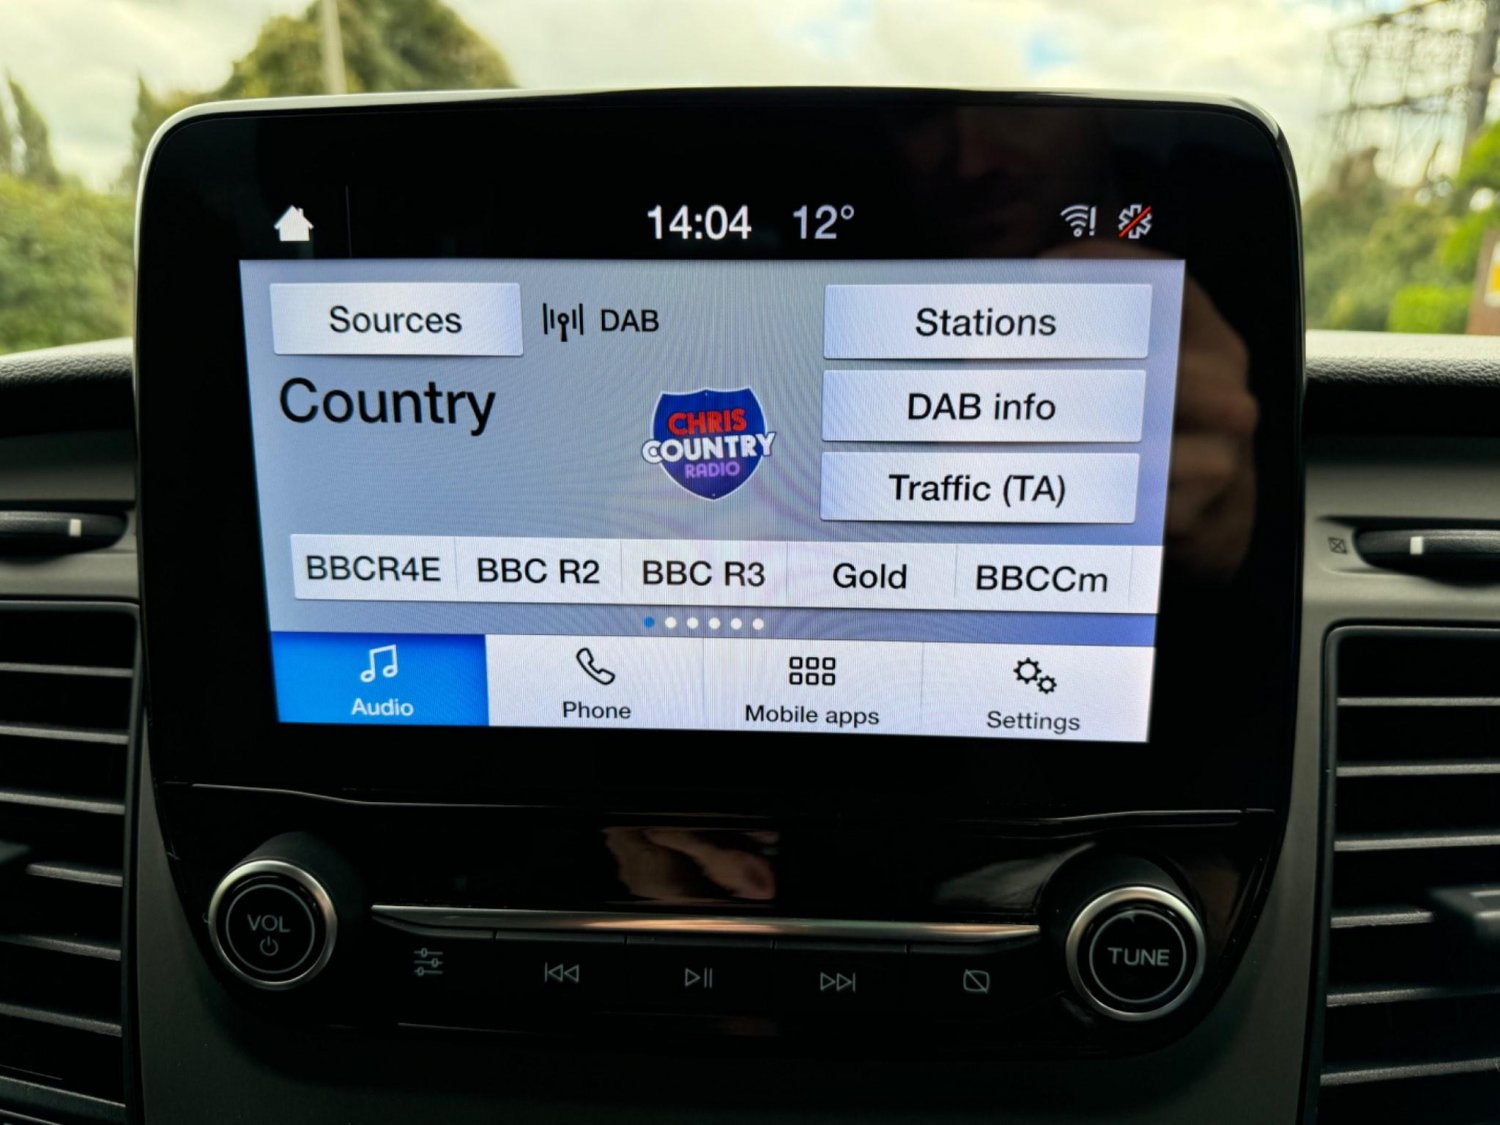 14:04 12°
Sources DAB Stations
Country
CHRIS
COUNTRY
RADIO
DAB info
Traffic (TA)
BBCR4E BBC R2 BBC R3 Gold BBCCm
Audio Phone Mobile apps Settings
VOL
TUNE